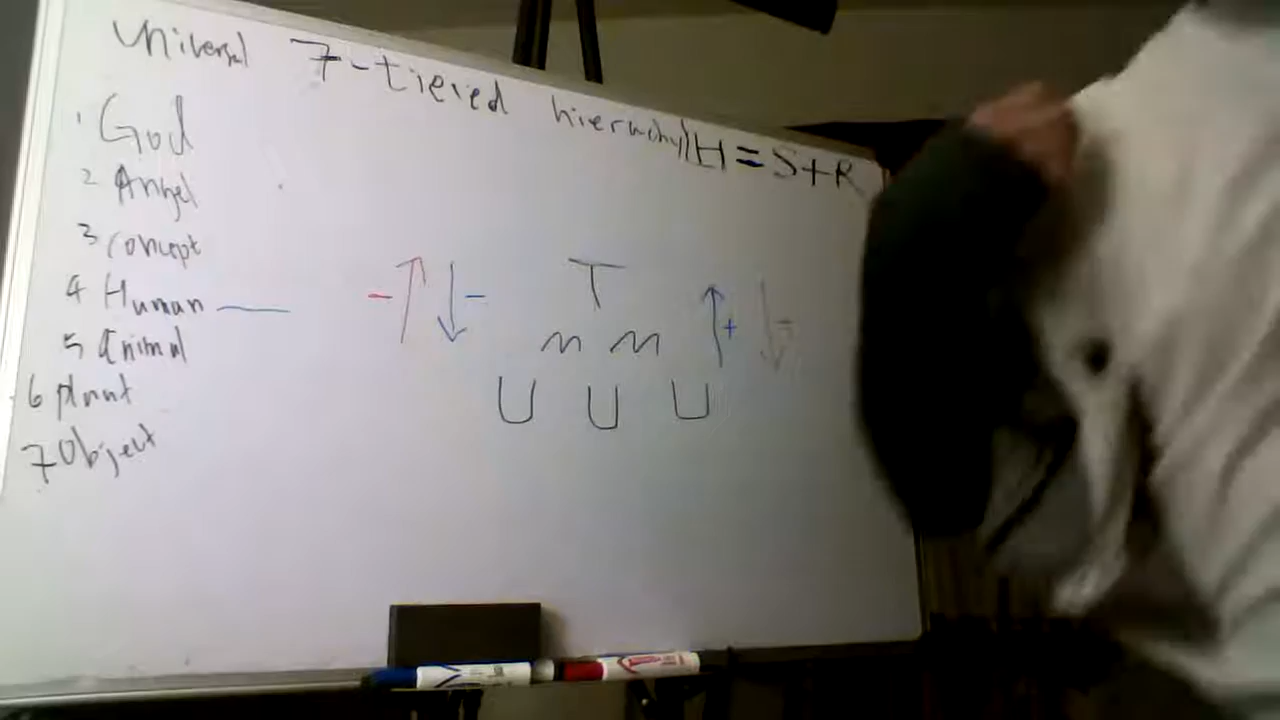 Universal 7-tiered hierarchy H = S+R
1 God
2 Angel
3 concept
4 Human
5 animal
6 plant
7 Object
- - T + -
m m
U U U